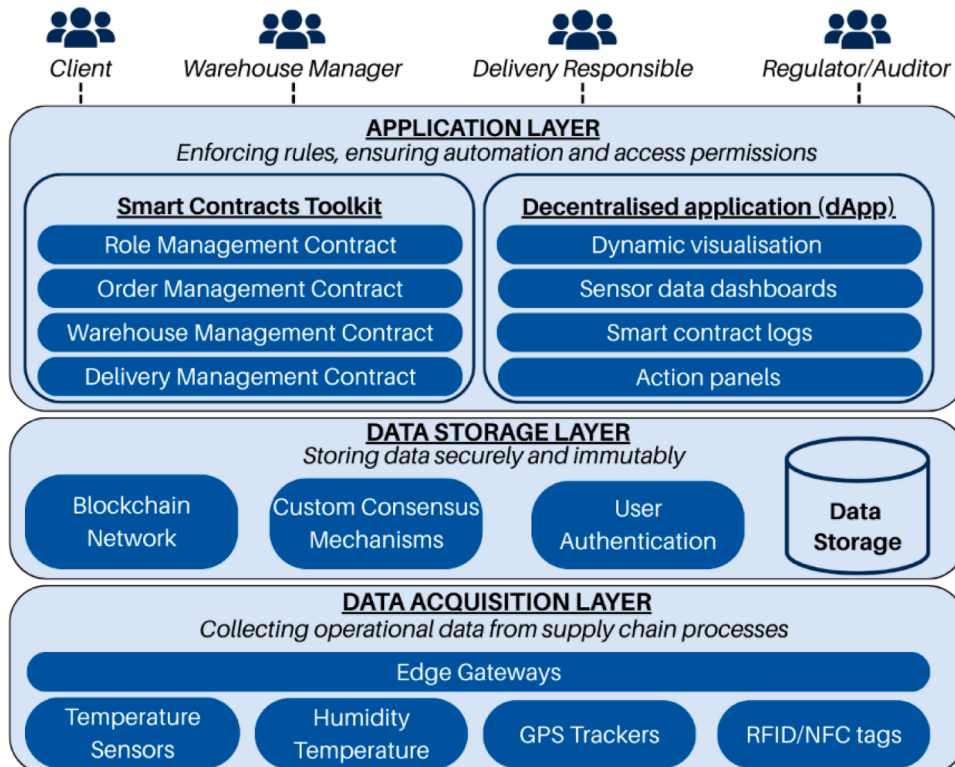 Client
Warehouse Manager
Delivery Responsible
Regulator/Auditor
APPLICATION LAYER
Enforcing rules, ensuring automation and access permissions
Smart Contracts Toolkit
Role Management Contract
Order Management Contract
Warehouse Management Contract
Delivery Management Contract
Decentralised application (dApp)
Dynamic visualisation
Sensor data dashboards
Smart contract logs
Action panels
DATA STORAGE LAYER
Storing data securely and immutably
Blockchain
Network
Custom Consensus
Mechanisms
User
Authentication
Data
Storage
DATA ACQUISITION LAYER
Collecting operational data from supply chain processes
Edge Gateways
Temperature
Sensors
Humidity
Temperature
GPS Trackers
RFID/NFC tags